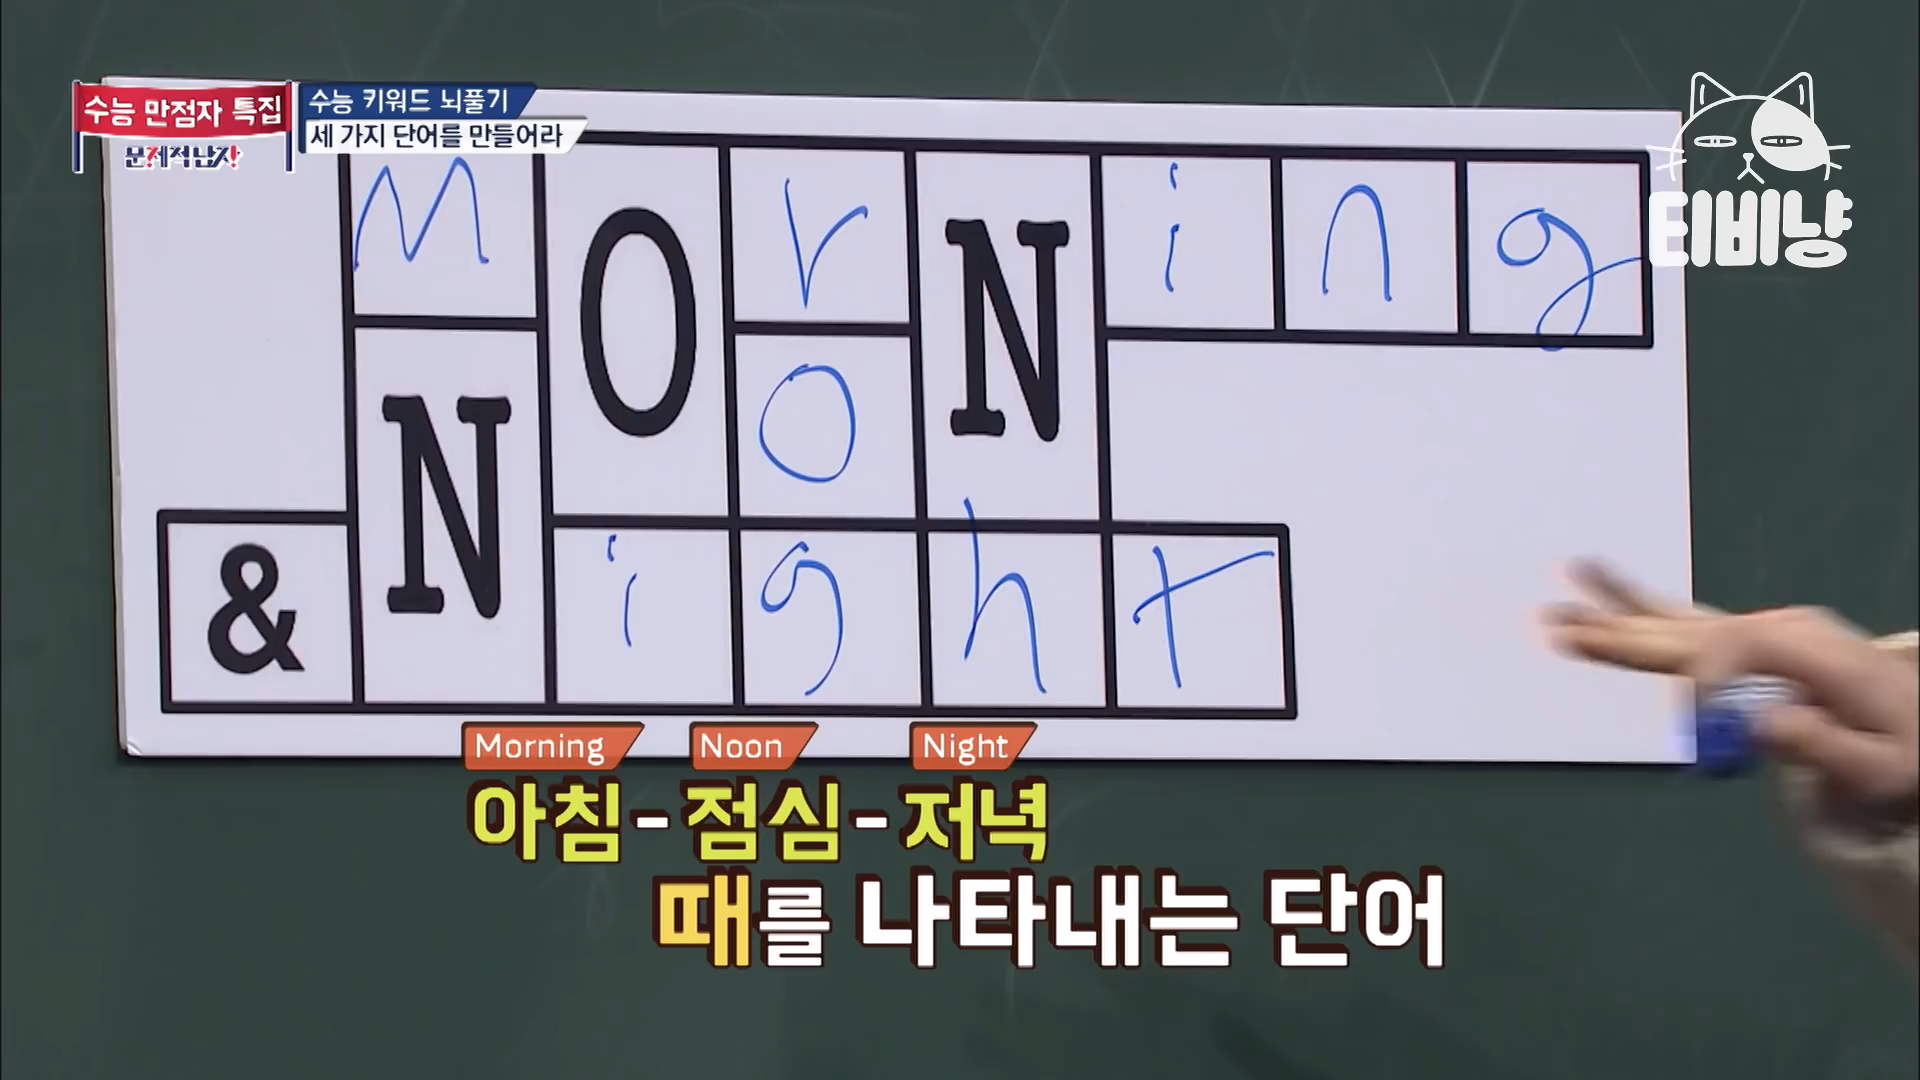 수능 만점자 특집
문제적 남자
수능 키워드 뇌풀기
세 가지 단어를 만들어라
티비냥
M O r N i n g
N o
& i g h t
Morning Noon Night
아침-점심-저녁
때를 나타내는 단어